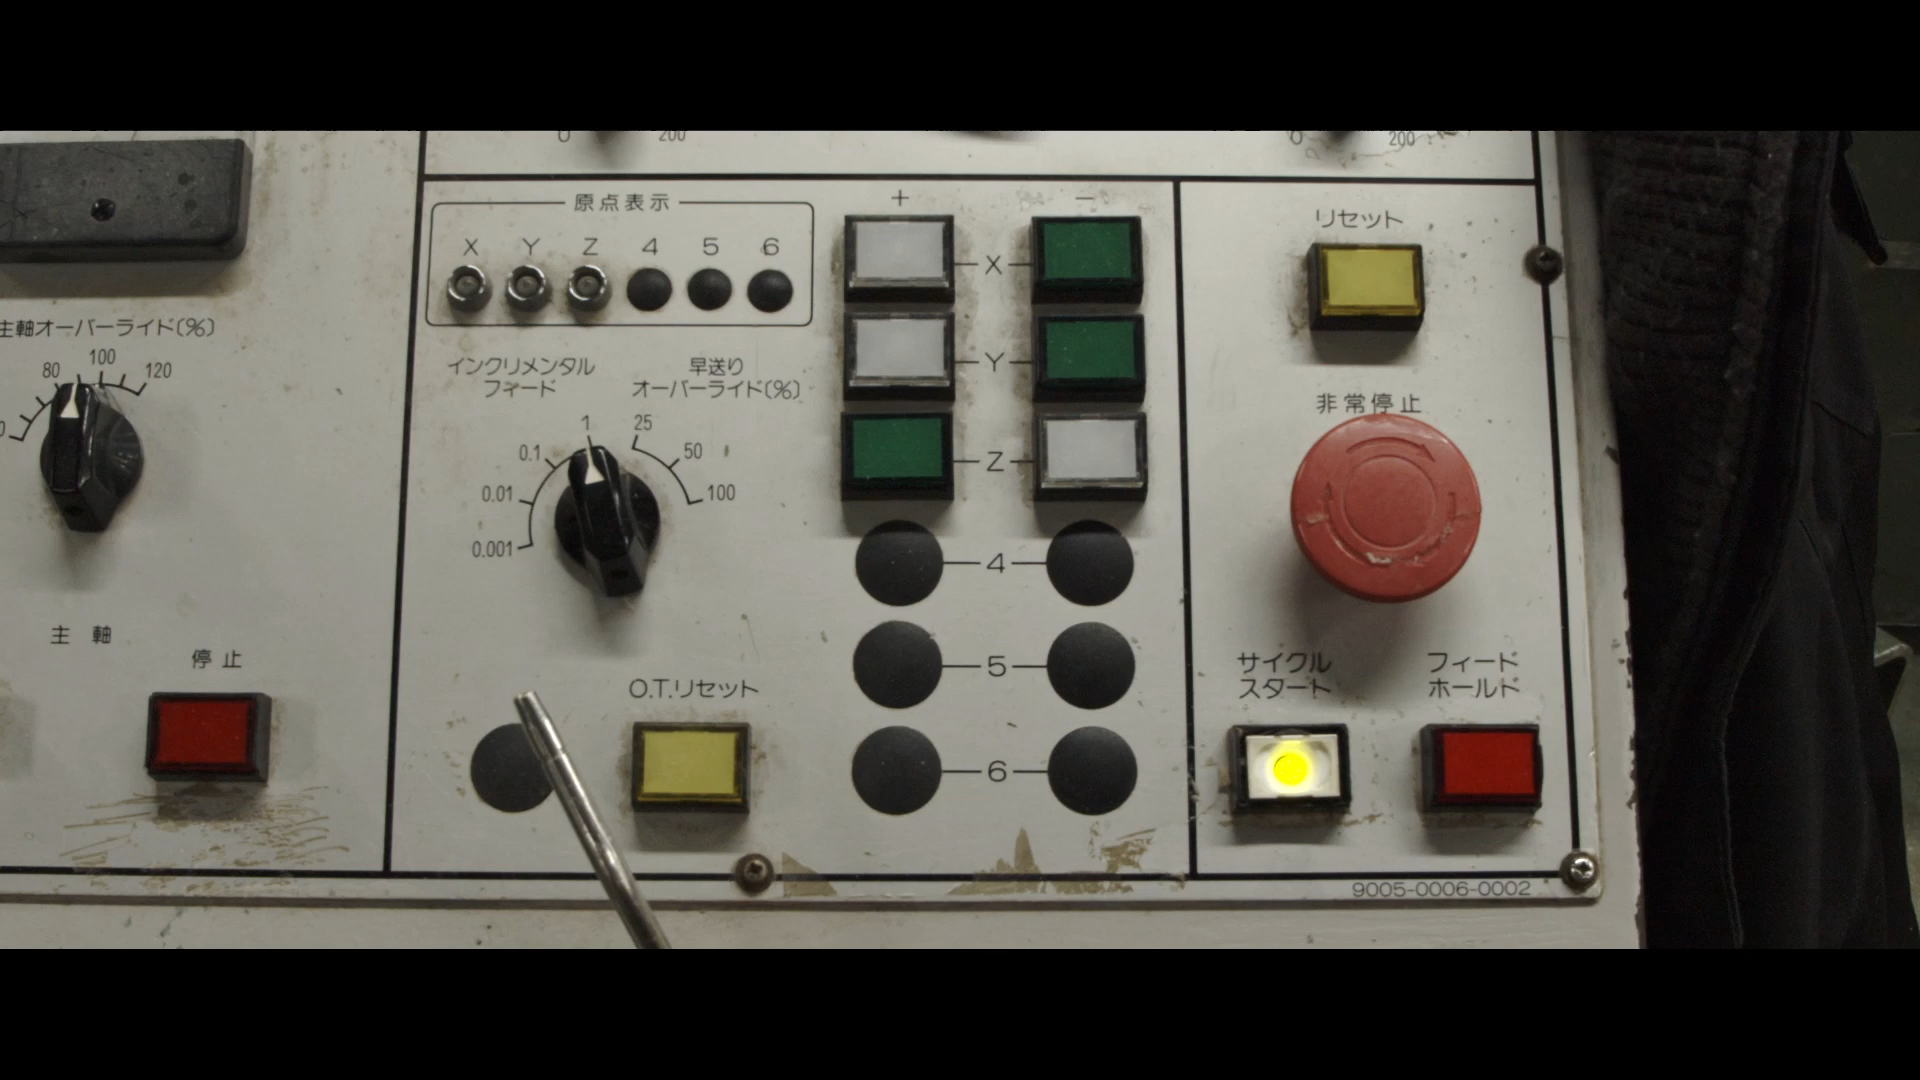 0 200
0 200
原点表示
X Y Z 4 5 6
+ −
X
Y
Z
4
5
6
リセット
主軸オーバーライド(%)
80 100 120
インクリメンタル
フィード
早送り
オーバーライド(%)
0.001 0.01 0.1 1 25 50 100
非常停止
主軸
停止
O.T.リセット
サイクル
スタート
フィード
ホールド
9005-0006-0002